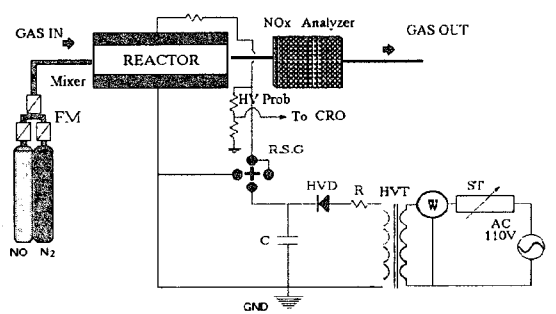 GAS IN
NOx Analyzer
GAS OUT
REACTOR
Mixer
HV Prob
To CRO
FM
R.S.G
HVD
R
HVT
W
ST
AC
110V
C
NO
N2
GND